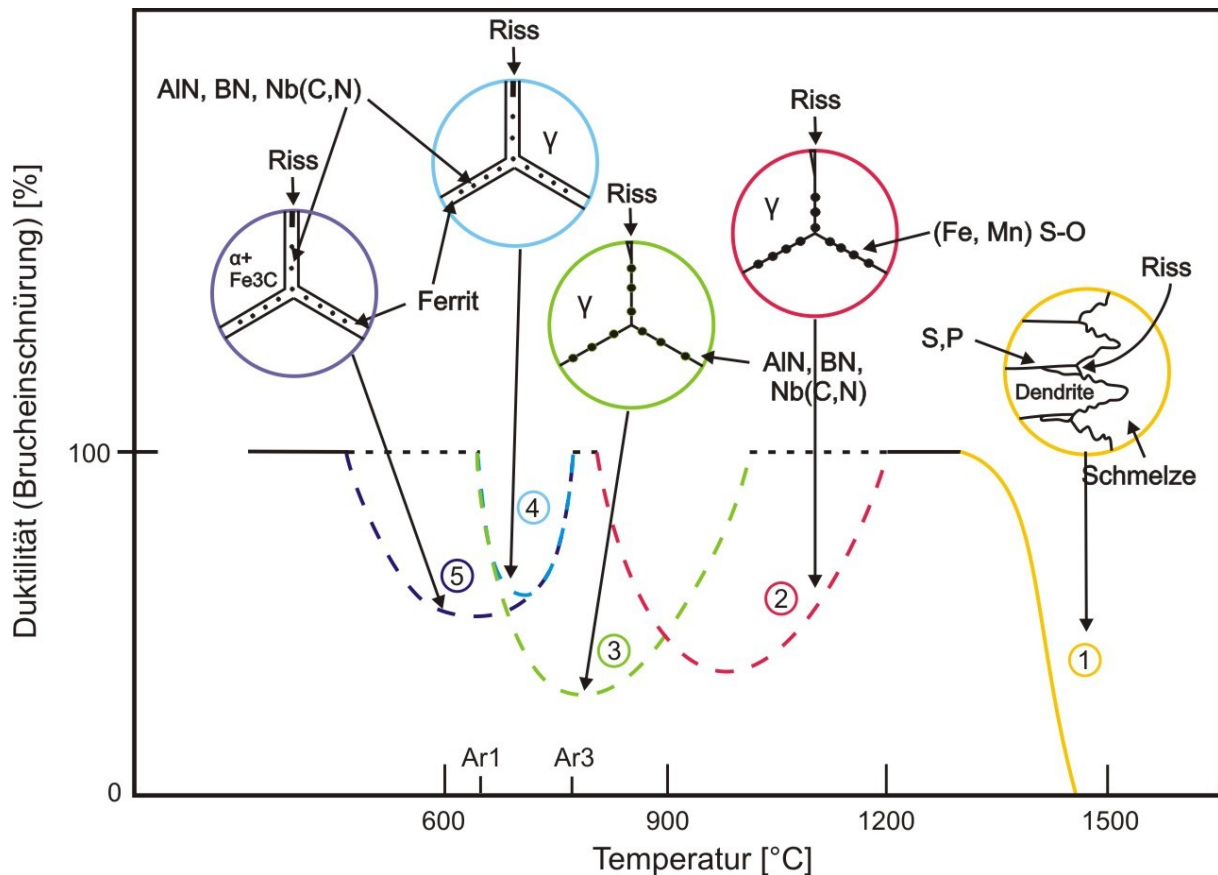 Riss
AlN, BN, Nb(C,N)
γ
Riss
α+
Fe3C
Ferrit
Riss
γ
AlN, BN,
Nb(C,N)
Riss
γ
(Fe, Mn) S-O
Riss
S,P
Dendrite
Schmelze
Duktilität (Brucheinschnürung) [%]
100
0
5
4
3
2
1
Ar1
Ar3
600
900
1200
1500
Temperatur [°C]